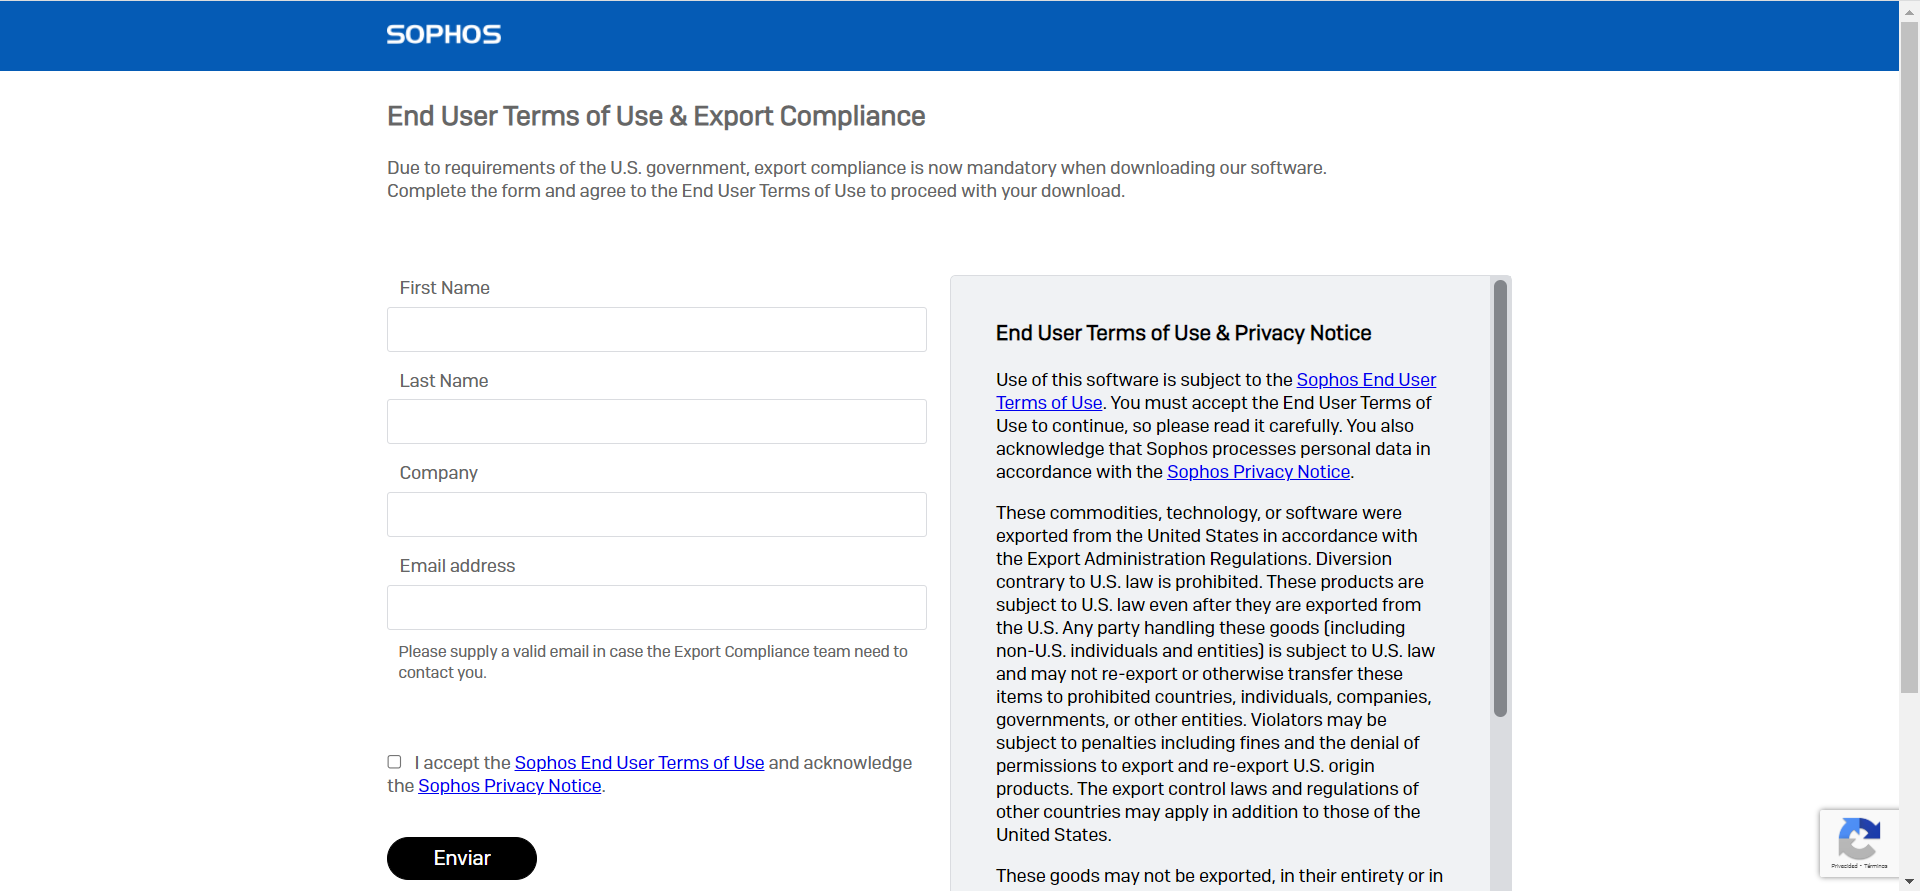 SOPHOS
End User Terms of Use & Export Compliance
Due to requirements of the U.S. government, export compliance is now mandatory when downloading our software.
Complete the form and agree to the End User Terms of Use to proceed with your download.
First Name
Last Name
Company
Email address
Please supply a valid email in case the Export Compliance team need to
contact you.
I accept the Sophos End User Terms of Use and acknowledge
the Sophos Privacy Notice.
Enviar
End User Terms of Use & Privacy Notice
Use of this software is subject to the Sophos End User
Terms of Use. You must accept the End User Terms of
Use to continue, so please read it carefully. You also
acknowledge that Sophos processes personal data in
accordance with the Sophos Privacy Notice.
These commodities, technology, or software were
exported from the United States in accordance with
the Export Administration Regulations. Diversion
contrary to U.S. law is prohibited. These products are
subject to U.S. law even after they are exported from
the U.S. Any party handling these goods (including
non-U.S. individuals and entities) is subject to U.S. law
and may not re-export or otherwise transfer these
items to prohibited countries, individuals, companies,
governments, or other entities. Violators may be
subject to penalties including fines and the denial of
permissions to export and re-export U.S. origin
products. The export control laws and regulations of
other countries may apply in addition to those of the
United States.
These goods may not be exported, in their entirety or in
Privacidad - Términos